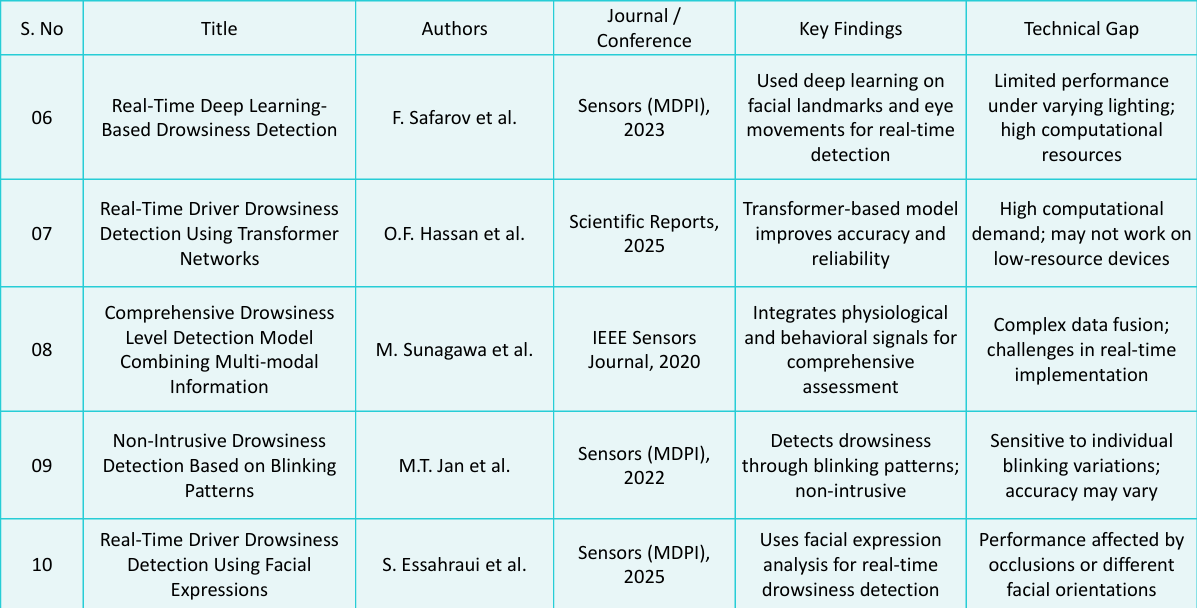 S. No
Title
Authors
Journal /
Conference
Key Findings
Technical Gap
06
Real-Time Deep Learning-
Based Drowsiness Detection
F. Safarov et al.
Sensors (MDPI),
2023
Used deep learning on
facial landmarks and eye
movements for real-time
detection
Limited performance
under varying lighting;
high computational
resources
07
Real-Time Driver Drowsiness
Detection Using Transformer
Networks
O.F. Hassan et al.
Scientific Reports,
2025
Transformer-based model
improves accuracy and
reliability
High computational
demand; may not work on
low-resource devices
08
Comprehensive Drowsiness
Level Detection Model
Combining Multi-modal
Information
M. Sunagawa et al.
IEEE Sensors
Journal, 2020
Integrates physiological
and behavioral signals for
comprehensive
assessment
Complex data fusion;
challenges in real-time
implementation
09
Non-Intrusive Drowsiness
Detection Based on Blinking
Patterns
M.T. Jan et al.
Sensors (MDPI),
2022
Detects drowsiness
through blinking patterns;
non-intrusive
Sensitive to individual
blinking variations;
accuracy may vary
10
Real-Time Driver Drowsiness
Detection Using Facial
Expressions
S. Essahraui et al.
Sensors (MDPI),
2025
Uses facial expression
analysis for real-time
drowsiness detection
Performance affected by
occlusions or different
facial orientations